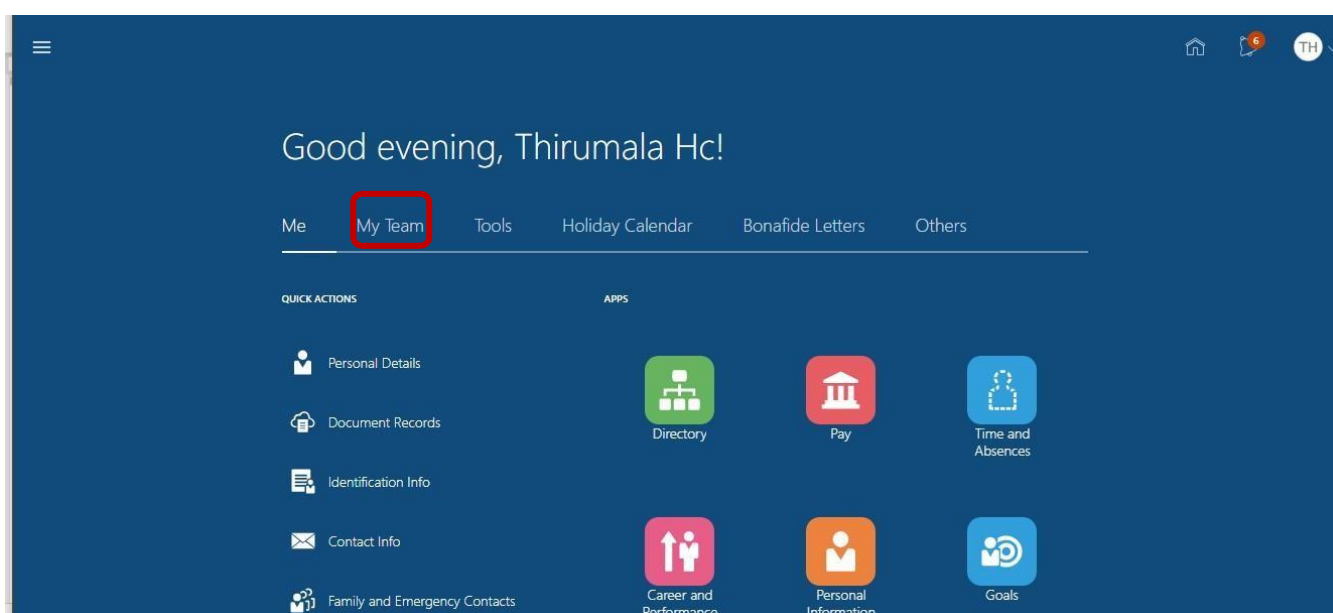 6
TH
Good evening, Thirumala Hc!
Me My Team Tools Holiday Calendar Bonafide Letters Others
QUICK ACTIONS
Personal Details
Document Records
Identification Info
Contact Info
Family and Emergency Contacts
APPS
Directory
Pay
Time and
Absences
Career and
Performance
Personal
Information
Goals